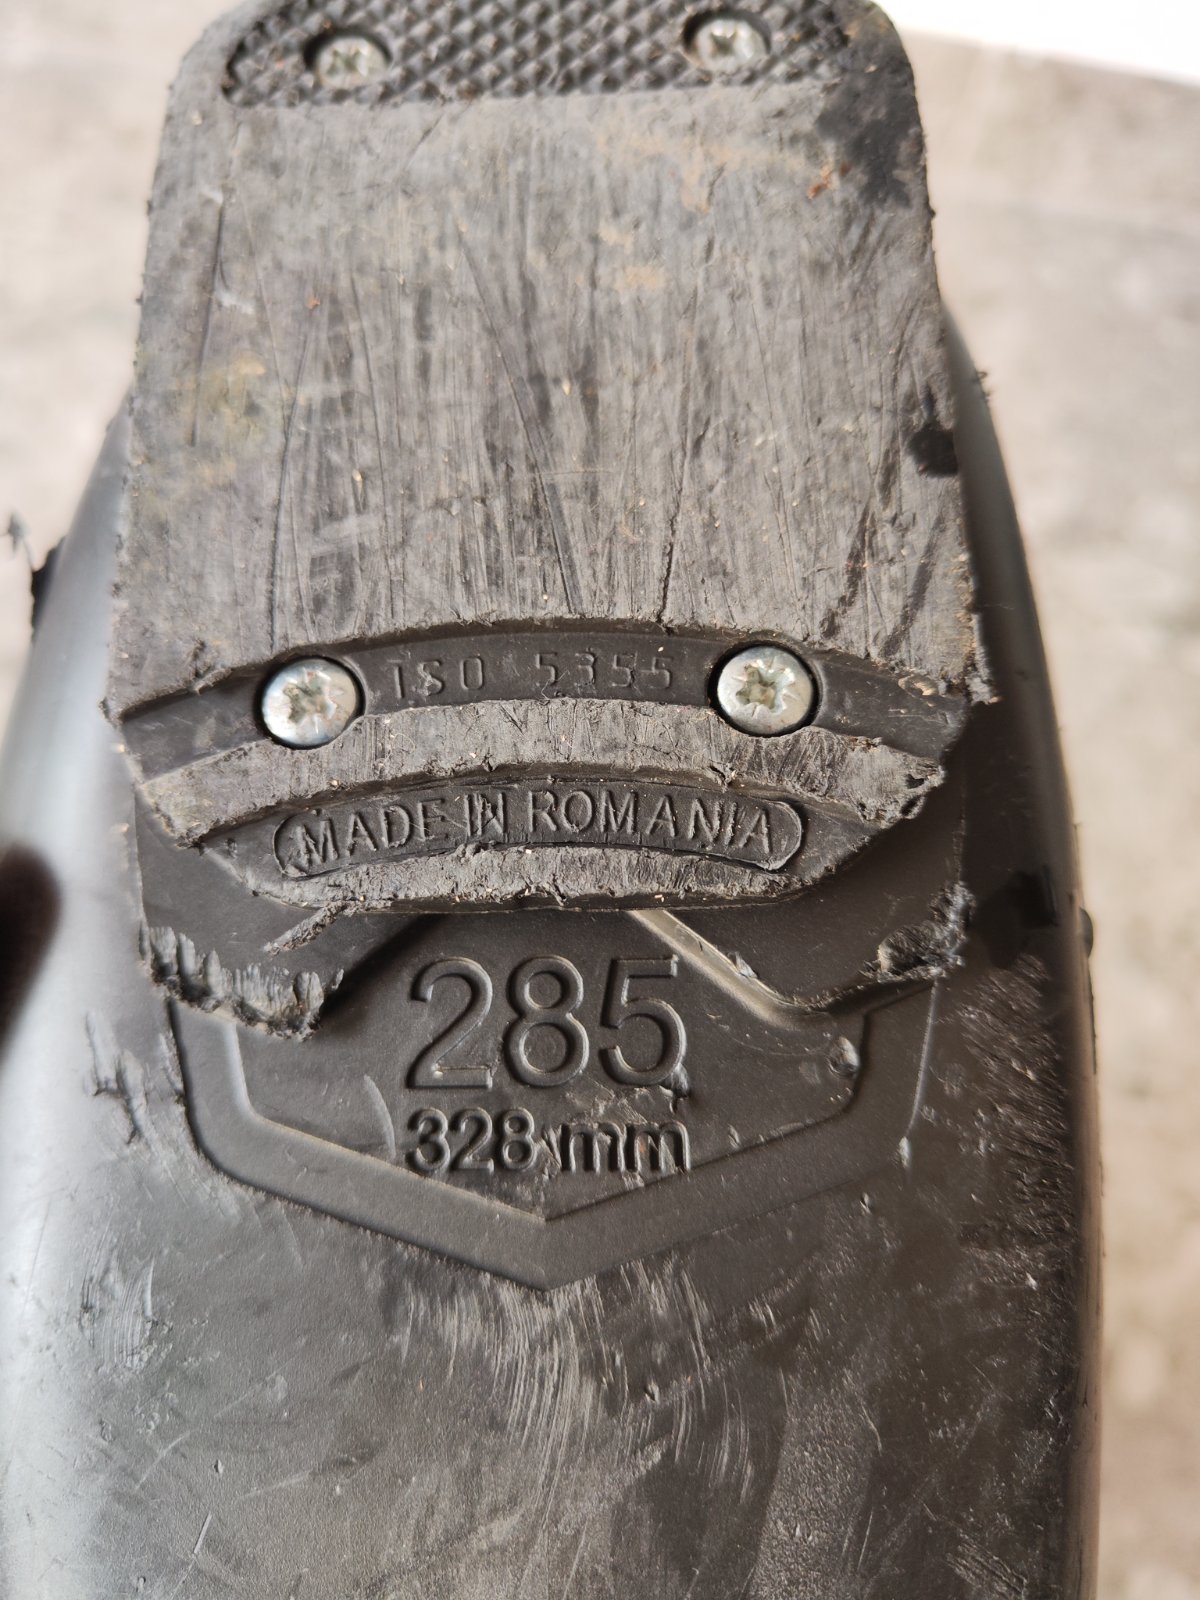 ISO 5355
MADE IN ROMANIA
285
328 mm